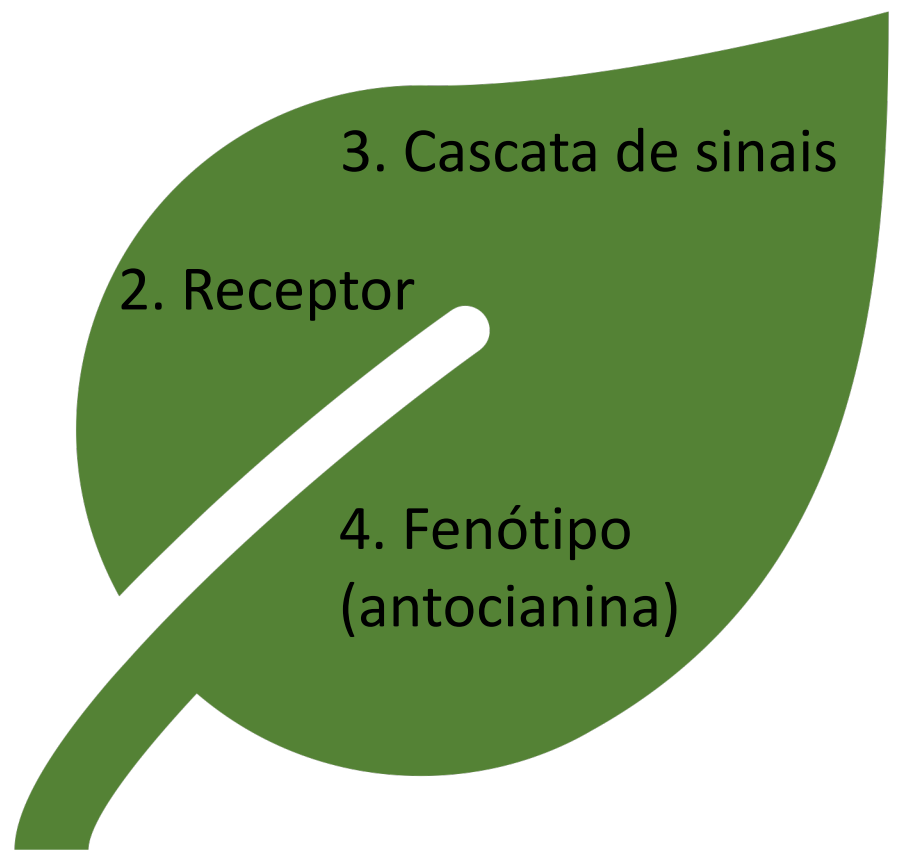 3. Cascata de sinais
2. Receptor
4. Fenótipo
(antocianina)